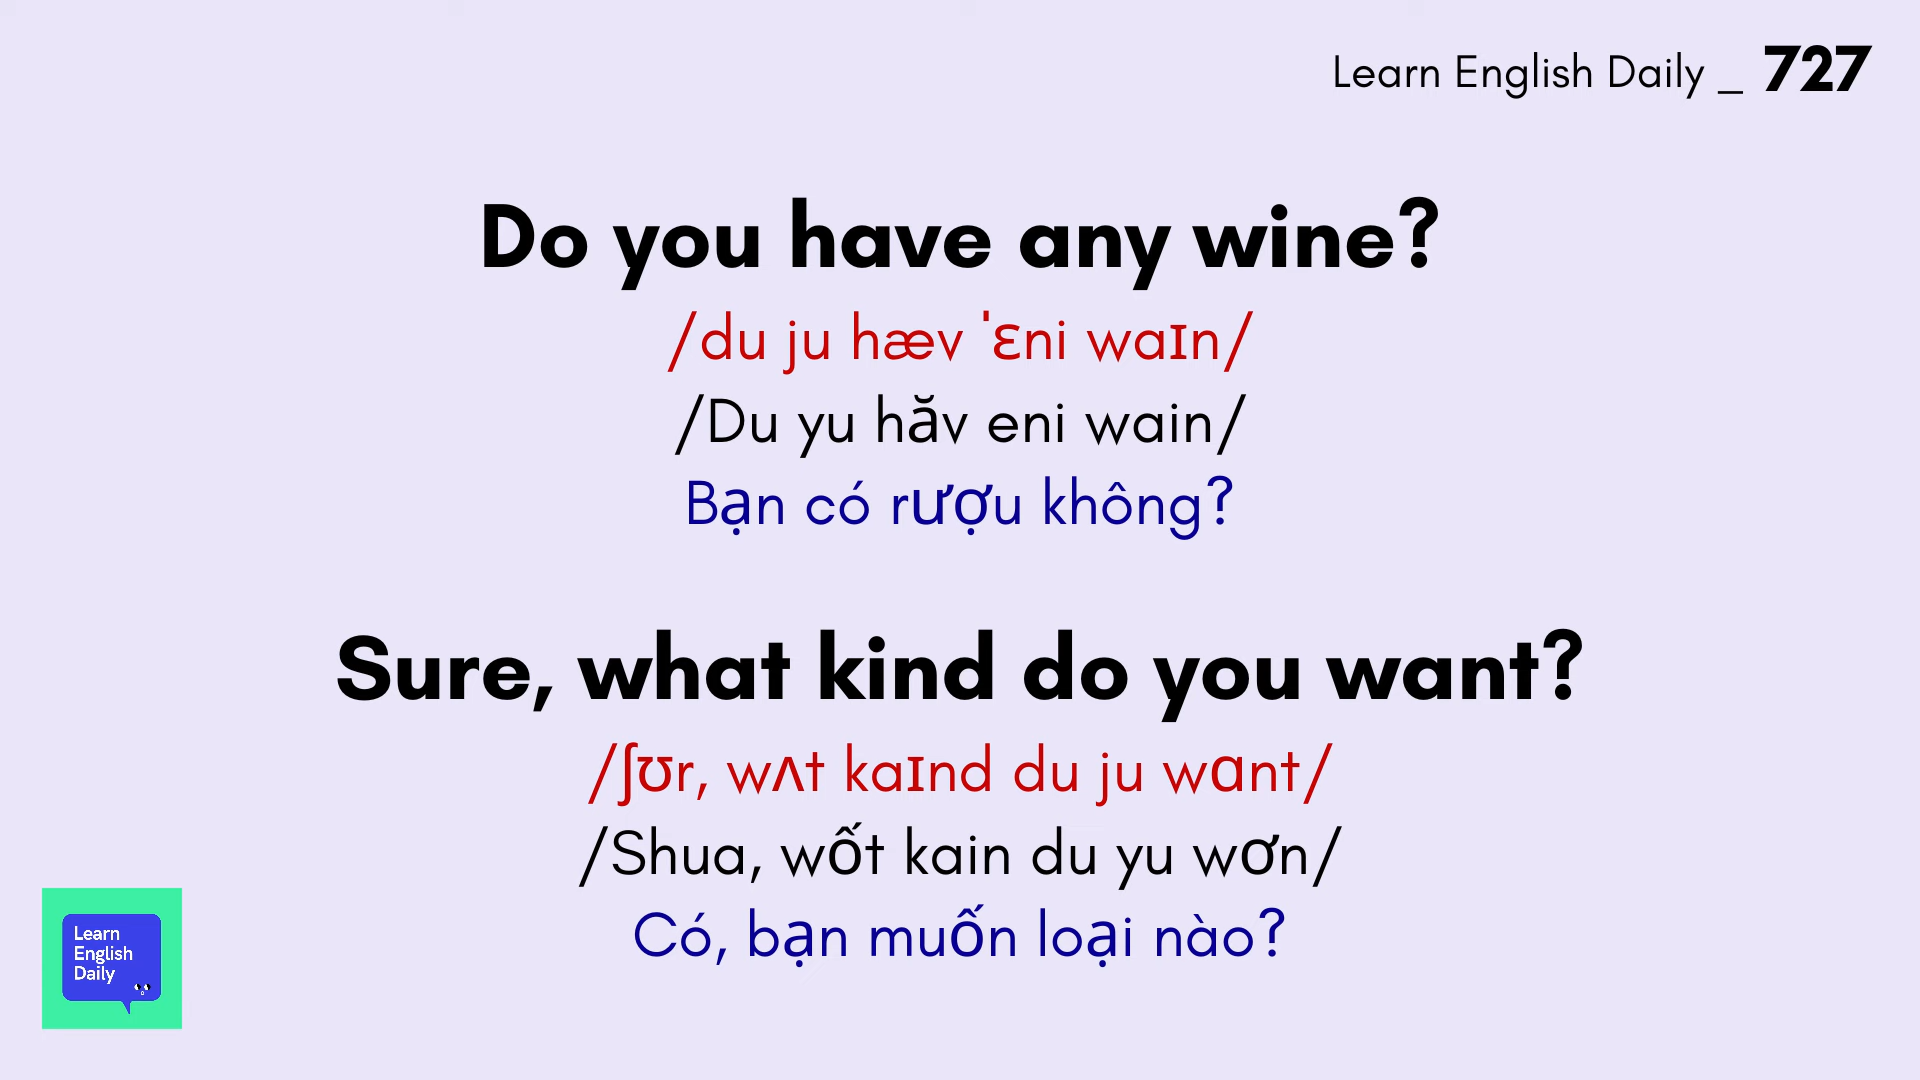 Learn English Daily _ 727
Do you have any wine?
/du ju hæv ˈɛni waɪn/
/Du yu hăv eni wain/
Bạn có rượu không?
Sure, what kind do you want?
/ʃʊr, wʌt kaɪnd du ju wɑnt/
/Shua, wốt kain du yu wơn/
Có, bạn muốn loại nào?
Learn
English
Daily